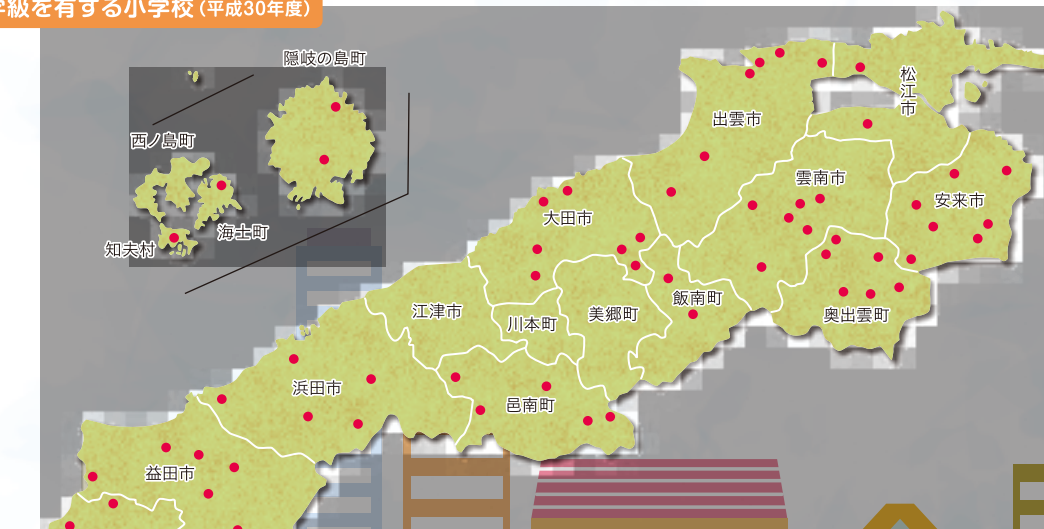 学級を有する小学校(平成30年度)
隠岐の島町
西ノ島町
海士町
知夫村
松江市
出雲市
雲南市
安来市
大田市
飯南町
奥出雲町
江津市
川本町
美郷町
浜田市
邑南町
益田市